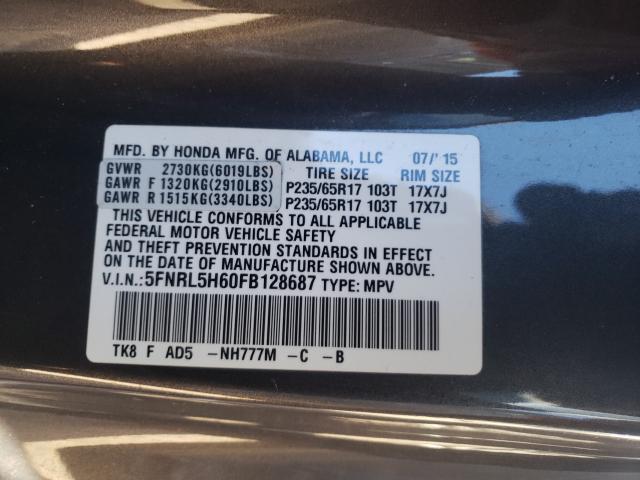 MFD. BY HONDA MFG. OF ALABAMA, LLC 07/'15
GVWR 2730KG(6019LBS) TIRE SIZE RIM SIZE
GAWR F 1320KG(2910LBS) P235/65R17 103T 17X7J
GAWR R 1515KG(3340LBS) P235/65R17 103T 17X7J
THIS VEHICLE CONFORMS TO ALL APPLICABLE
FEDERAL MOTOR VEHICLE SAFETY
AND THEFT PREVENTION STANDARDS IN EFFECT
ON THE DATE OF MANUFACTURE SHOWN ABOVE.
V.I.N.:5FNRL5H60FB128687 TYPE: MPV
TK8 F AD5 -NH777M -C -B